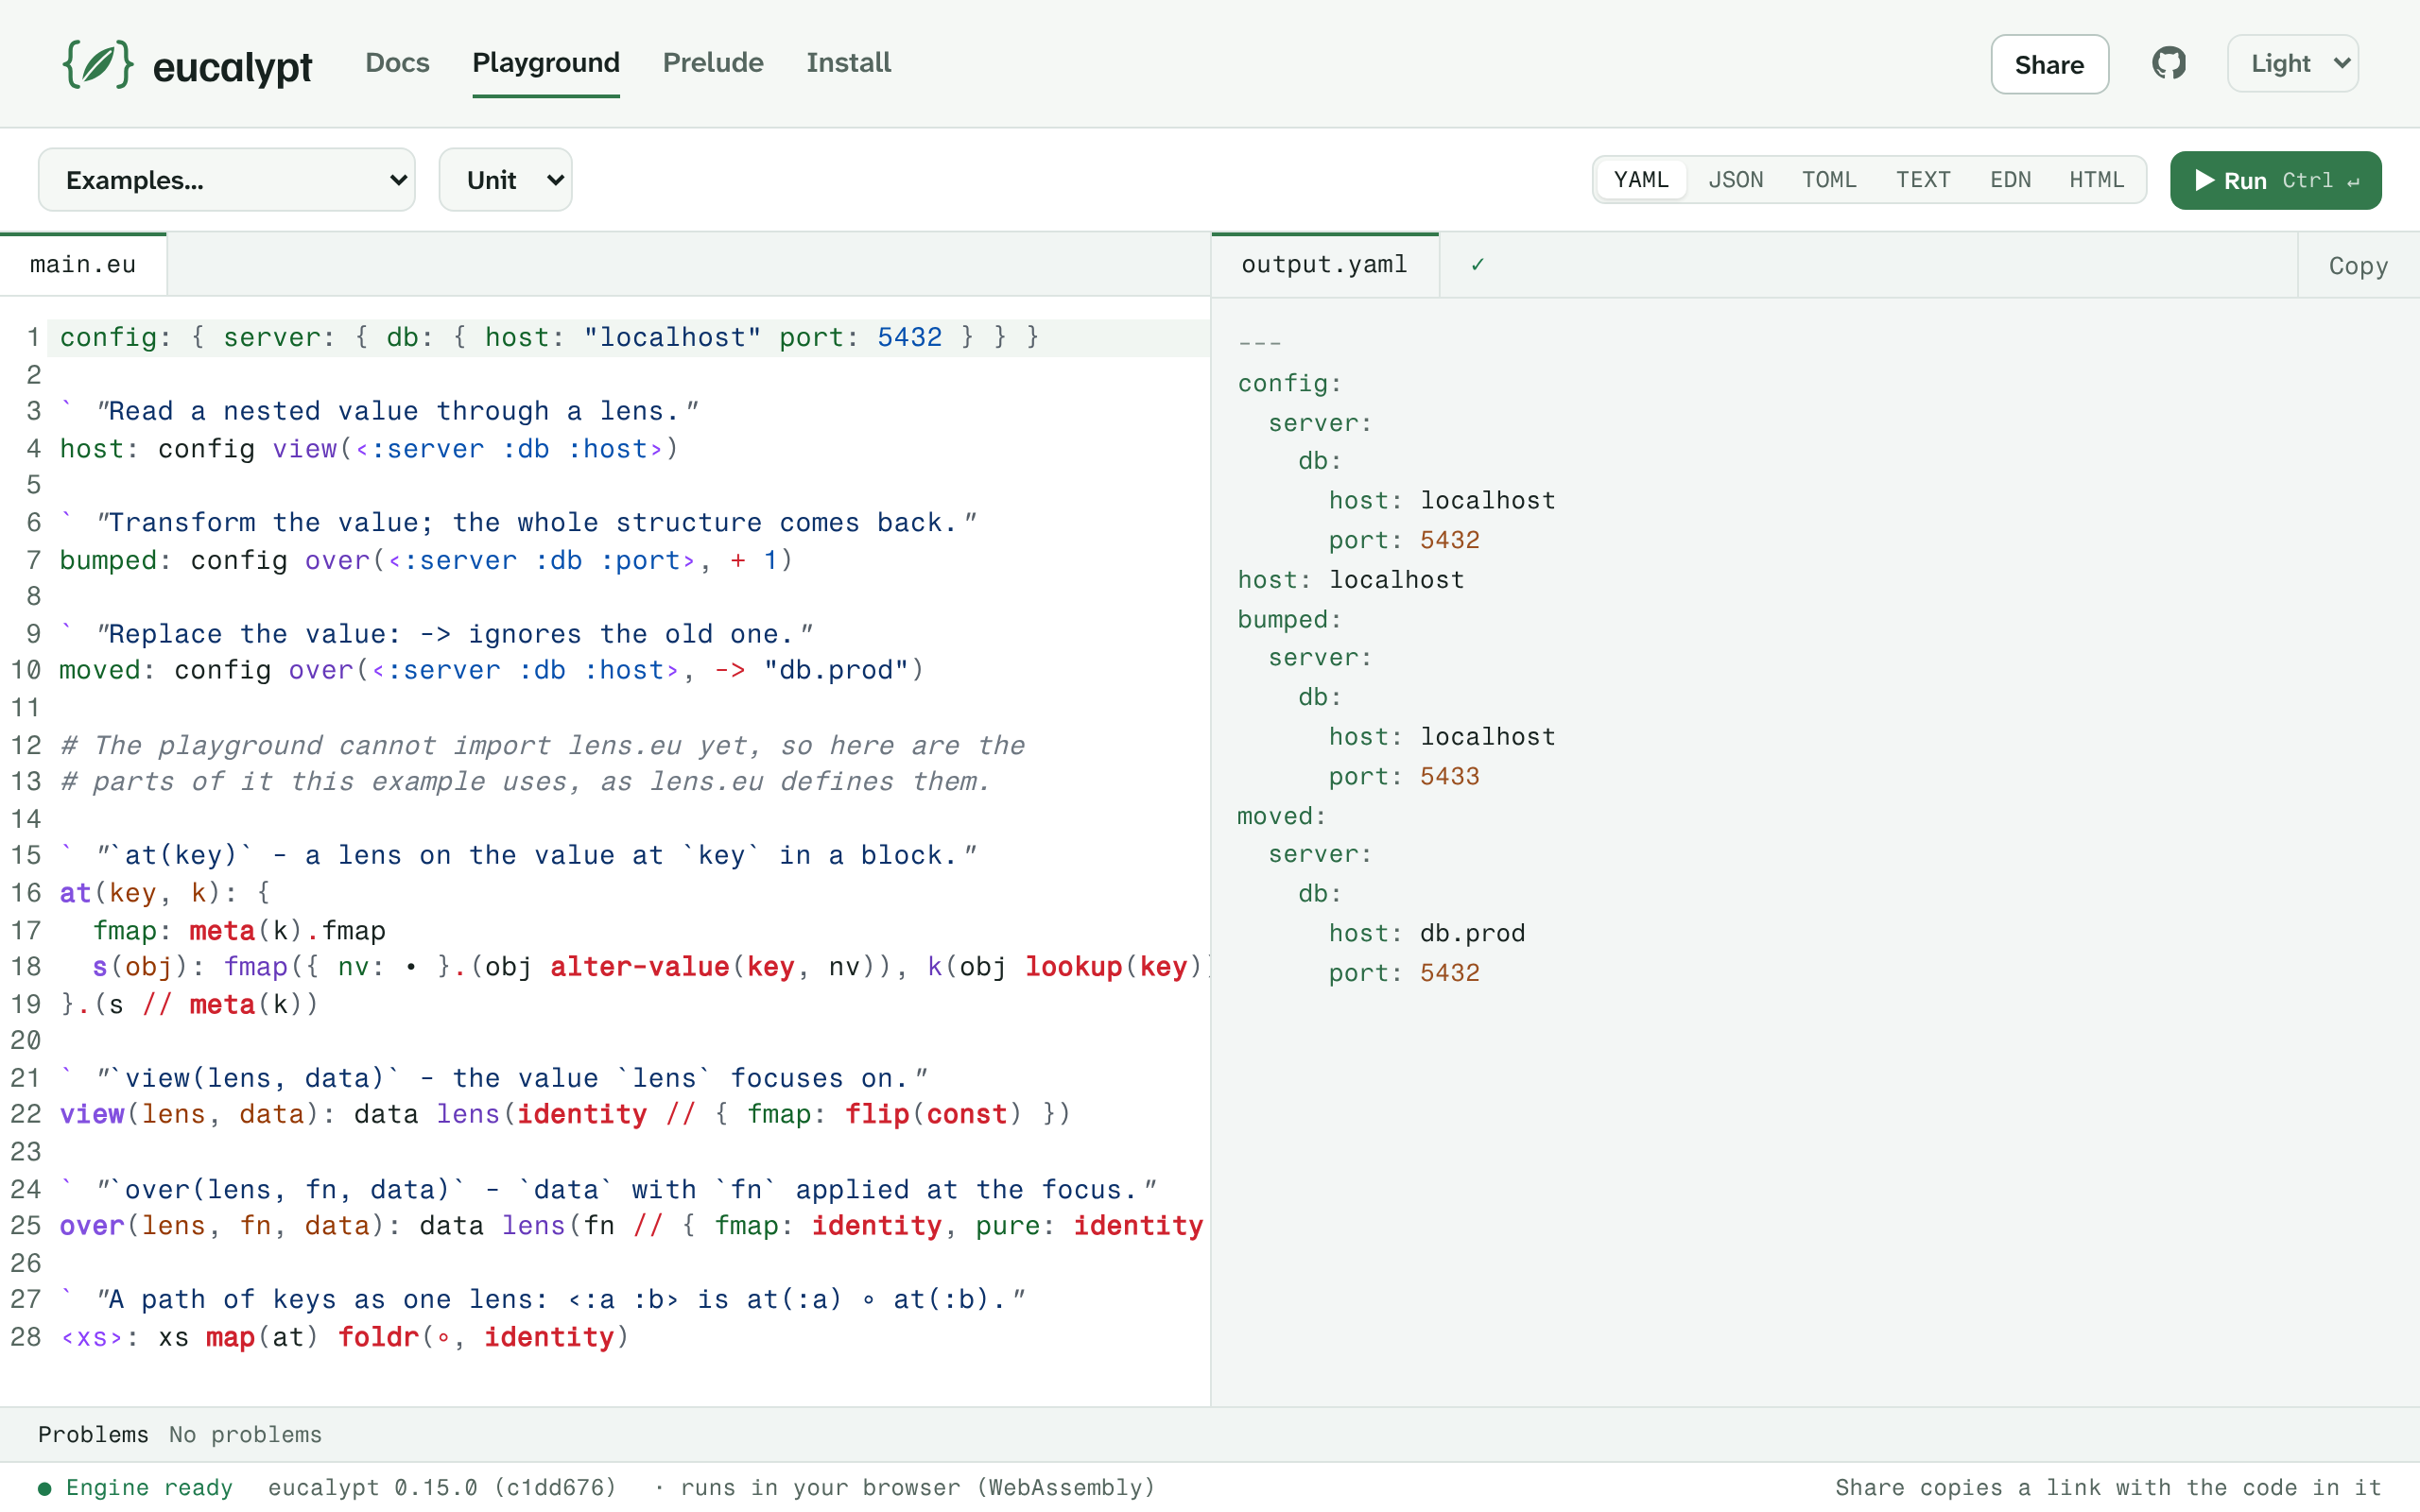 eucalypt Docs Playground Prelude Install Share Light
Examples... Unit YAML JSON TOML TEXT EDN HTML ▶ Run Ctrl ↵
main.eu
1 config: { server: { db: { host: "localhost" port: 5432 } } }
2
3 ` "Read a nested value through a lens."
4 host: config view(‹:server :db :host›)
5
6 ` "Transform the value; the whole structure comes back."
7 bumped: config over(‹:server :db :port›, + 1)
8
9 ` "Replace the value: -> ignores the old one."
10 moved: config over(‹:server :db :host›, -> "db.prod")
11
12 # The playground cannot import lens.eu yet, so here are the
13 # parts of it this example uses, as lens.eu defines them.
14
15 ` "`at(key)` - a lens on the value at `key` in a block."
16 at(key, k): {
17   fmap: meta(k).fmap
18   s(obj): fmap({ nv: • }.(obj alter-value(key, nv)), k(obj lookup(key)
19 }.(s // meta(k))
20
21 ` "`view(lens, data)` - the value `lens` focuses on."
22 view(lens, data): data lens(identity // { fmap: flip(const) })
23
24 ` "`over(lens, fn, data)` - `data` with `fn` applied at the focus."
25 over(lens, fn, data): data lens(fn // { fmap: identity, pure: identity
26
27 ` "A path of keys as one lens: ‹:a :b› is at(:a) ∘ at(:b)."
28 ‹xs›: xs map(at) foldr(∘, identity)
output.yaml ✓ Copy
---
config:
  server:
    db:
      host: localhost
      port: 5432
host: localhost
bumped:
  server:
    db:
      host: localhost
      port: 5433
moved:
  server:
    db:
      host: db.prod
      port: 5432
Problems No problems
● Engine ready eucalypt 0.15.0 (c1dd676) · runs in your browser (WebAssembly) Share copies a link with the code in it